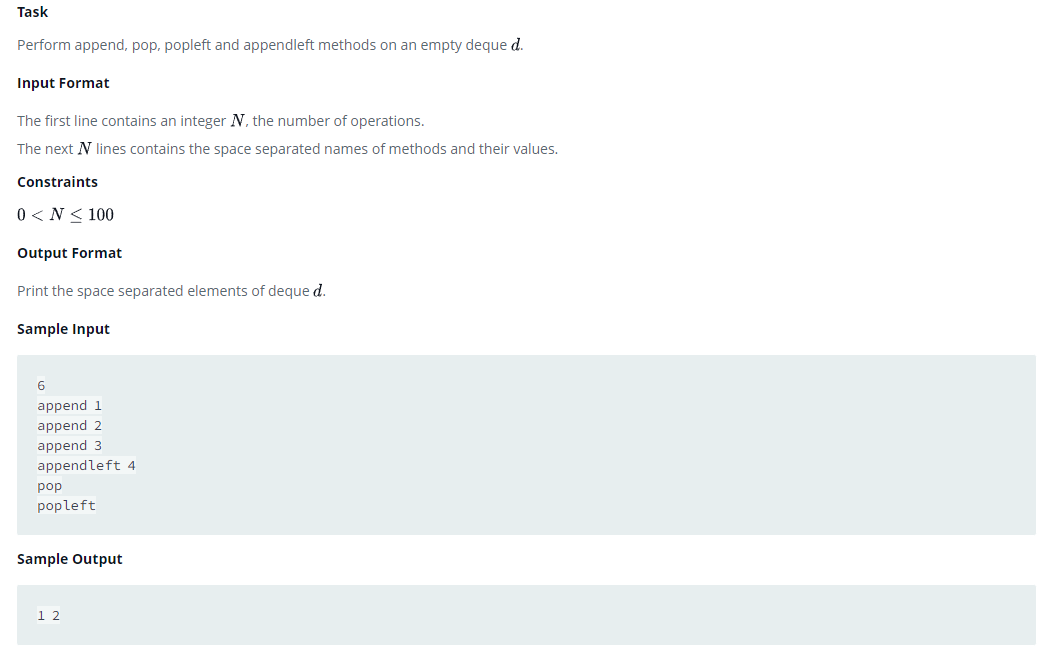 Task
Perform append, pop, popleft and appendleft methods on an empty deque d.
Input Format
The first line contains an integer N, the number of operations.
The next N lines contains the space separated names of methods and their values.
Constraints
0 < N ≤ 100
Output Format
Print the space separated elements of deque d.
Sample Input
6
append 1
append 2
append 3
appendleft 4
pop
popleft
Sample Output
1 2